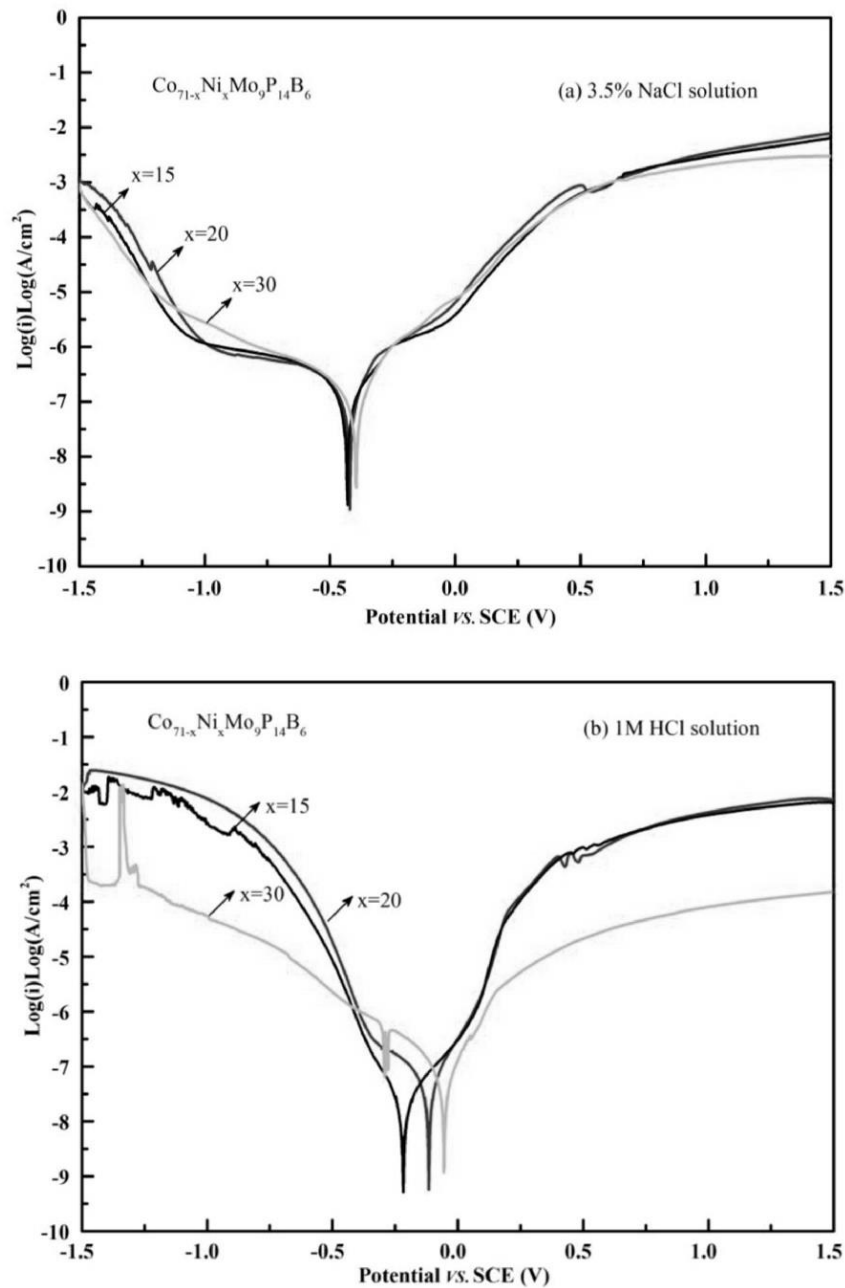 0
-1
-2
-3
-4
-5
-6
-7
-8
-9
-10
Log(i)Log(A/cm²)
Co₇₁₋ₓNiₓMo₉P₁₄B₆
(a) 3.5% NaCl solution
x=15
x=20
x=30
-1.5 -1.0 -0.5 0.0 0.5 1.0 1.5
Potential vs. SCE (V)
0
-1
-2
-3
-4
-5
-6
-7
-8
-9
-10
Log(i)Log(A/cm²)
Co₇₁₋ₓNiₓMo₉P₁₄B₆
(b) 1M HCl solution
x=15
x=30
x=20
-1.5 -1.0 -0.5 0.0 0.5 1.0 1.5
Potential vs. SCE (V)